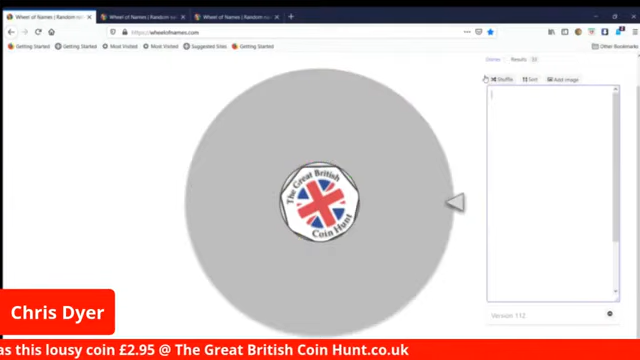 Wheel of Names | Random na
Wheel of Names | Random na
Wheel of Names | Random na
https://wheelofnames.com
Getting Started
Getting Started
Most Visited
Most Visited
Suggested Sites
Getting Started
Other Bookmarks
Entries
Results
Shuffle
Sort
Add image
The Great British
Coin Hunt
Version 112
Chris Dyer
as this lousy coin £2.95 @ The Great British Coin Hunt.co.uk